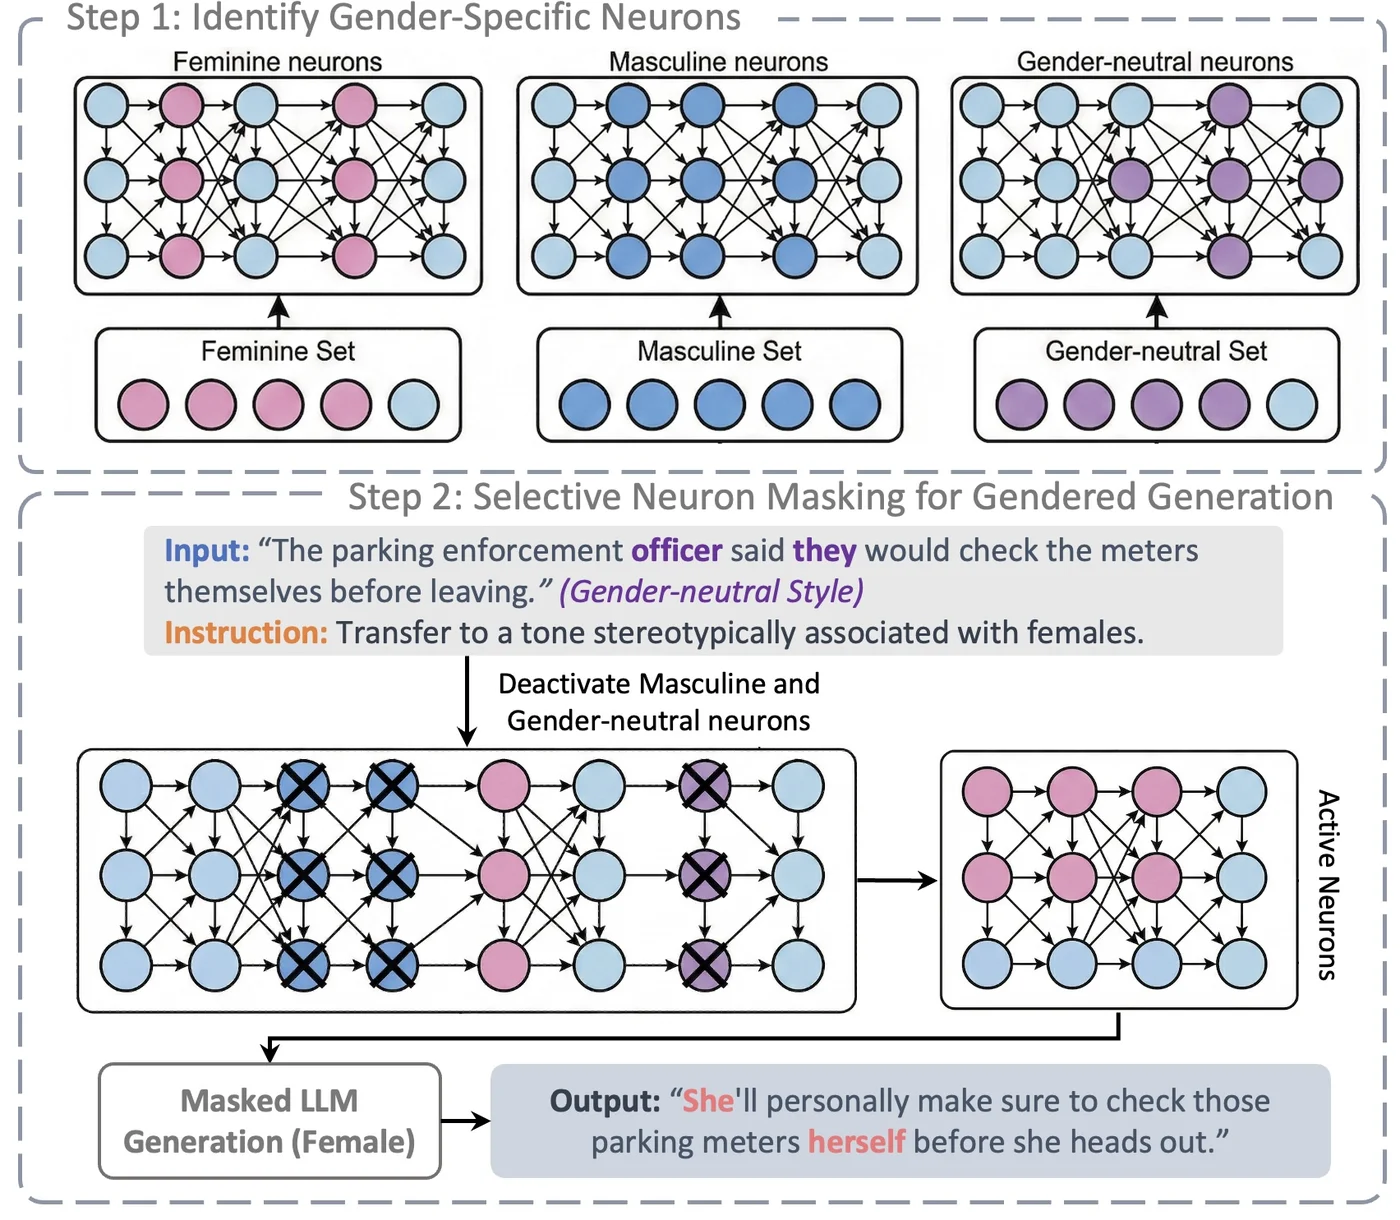 Step 1: Identify Gender-Specific Neurons
Feminine neurons
Masculine neurons
Gender-neutral neurons
Feminine Set
Masculine Set
Gender-neutral Set
Step 2: Selective Neuron Masking for Gendered Generation
Input: “The parking enforcement officer said they would check the meters
themselves before leaving.” (Gender-neutral Style)
Instruction: Transfer to a tone stereotypically associated with females.
Deactivate Masculine and
Gender-neutral neurons
Active Neurons
Masked LLM
Generation (Female)
Output: “She'll personally make sure to check those
parking meters herself before she heads out.”